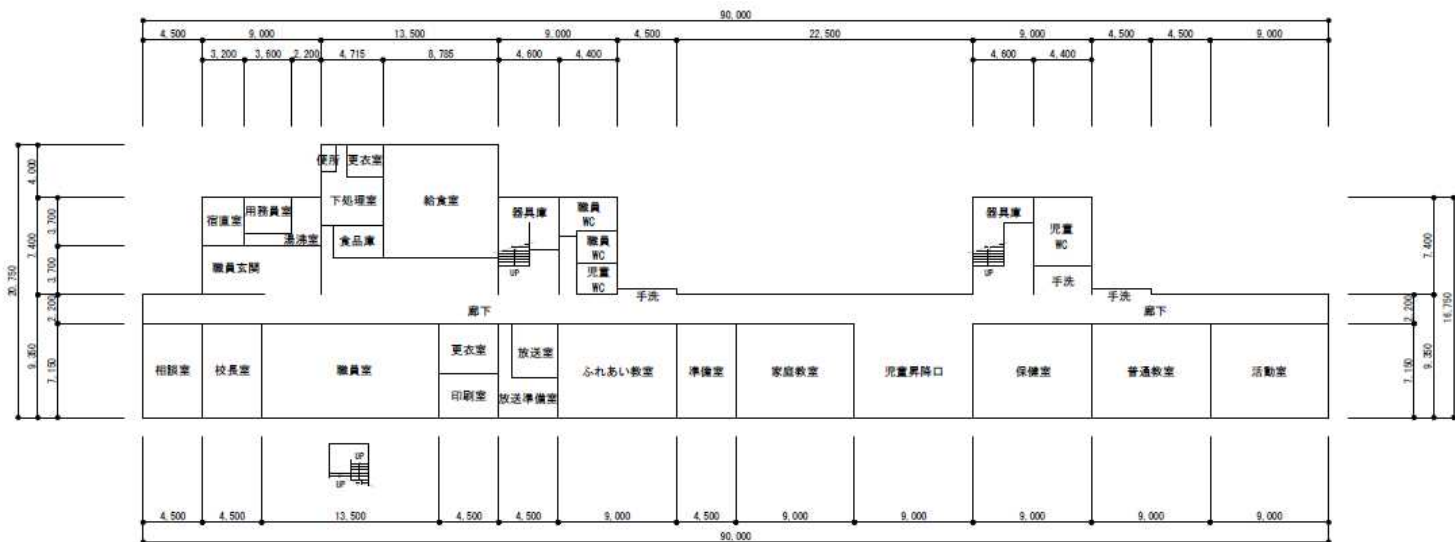 90,000
4,500 9,000 13,500 9,000 4,500 22,500 9,000 4,500 4,500 9,000
3,200 3,600 2,200 4,715 8,785 4,600 4,400 4,600 4,400
20,750
4,000
7,400
3,700
3,700
2,200
9,350
7,150
便所 更衣室
下処理室 給食室
食品庫
宿直室 用務員室
湯沸室
職員玄関
器具庫 職員
WC
職員
WC
児童
WC
UP
手洗
器具庫 児童
WC
UP 手洗
手洗
廊下 廊下
7,400
16,750
2,200
9,350
7,150
相談室 校長室 職員室 更衣室 放送室 ふれあい教室 準備室 家庭教室 児童昇降口 保健室 普通教室 活動室
印刷室 放送準備室
UP
UP
4,500 4,500 13,500 4,500 4,500 9,000 4,500 9,000 9,000 9,000 9,000 9,000
90,000